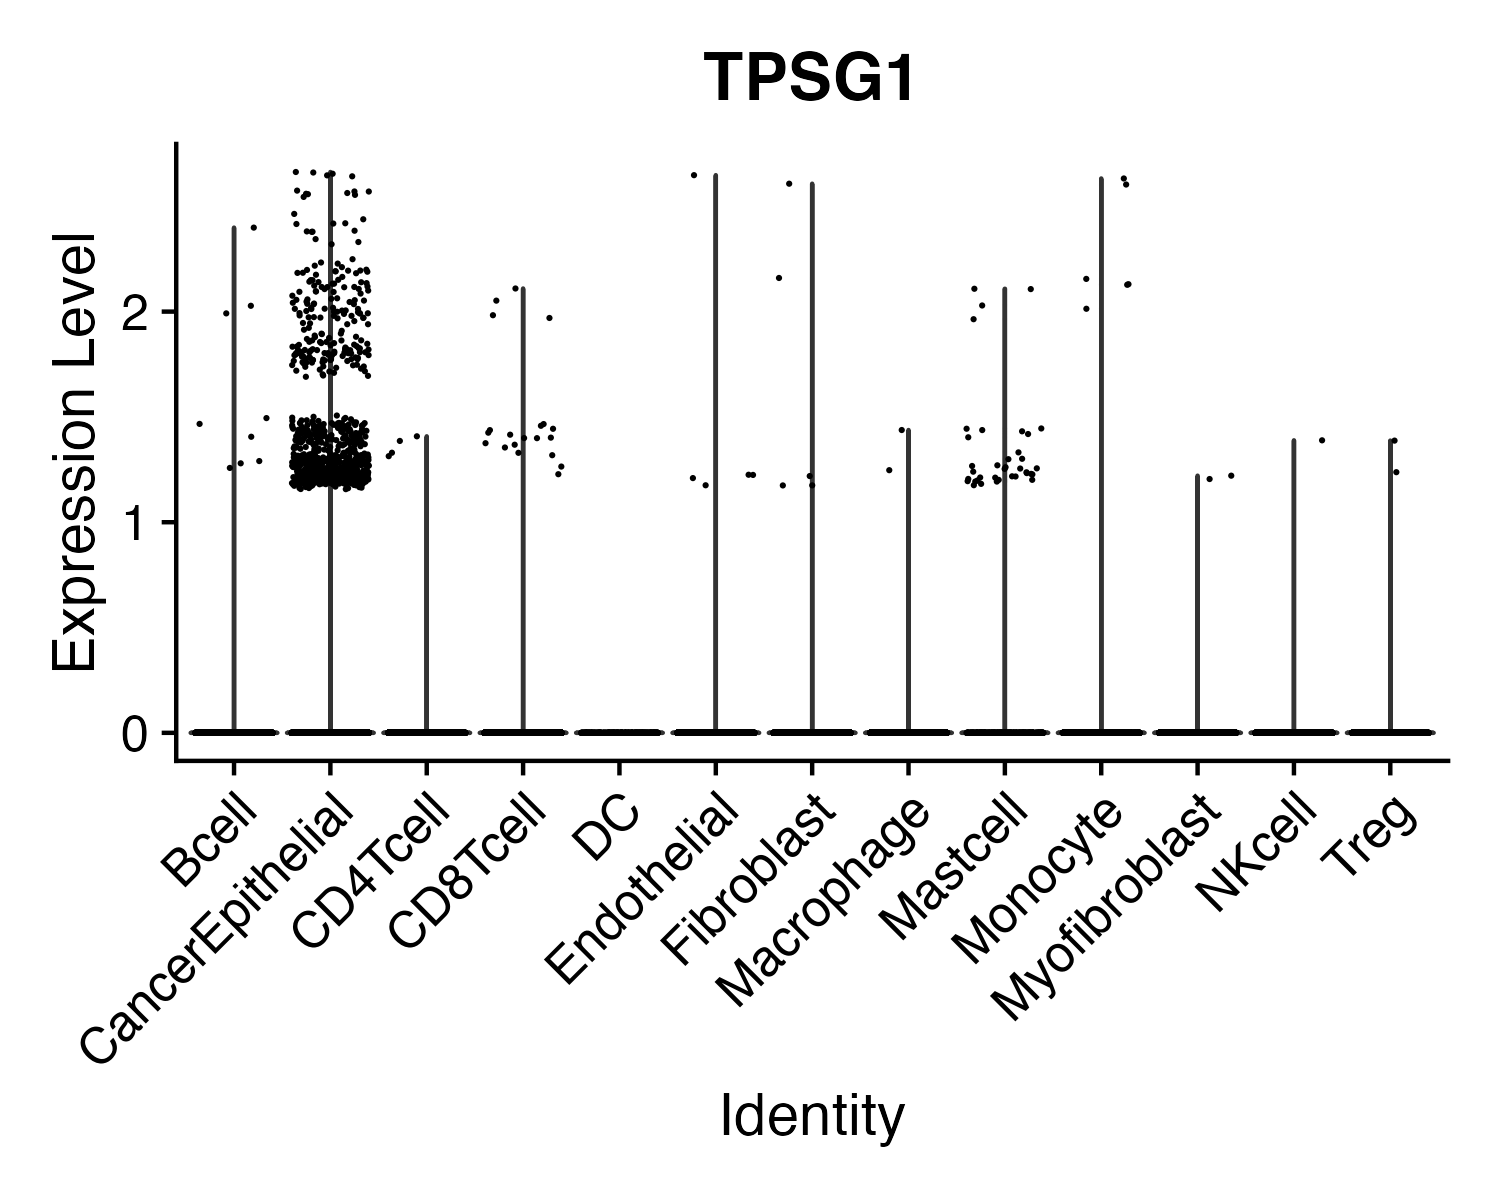 TPSG1
Expression Level
2
1
0
Bcell
CancerEpithelial
CD4Tcell
CD8Tcell
DC
Endothelial
Fibroblast
Macrophage
Mastcell
Monocyte
Myofibroblast
NKcell
Treg
Identity